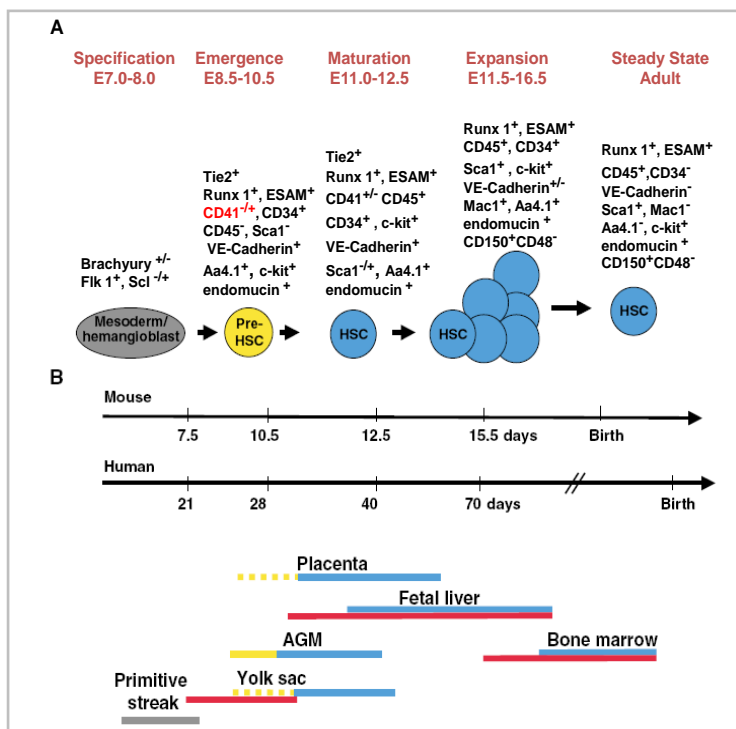 A
Specification
E7.0-8.0
Emergence
E8.5-10.5
Maturation
E11.0-12.5
Expansion
E11.5-16.5
Steady State
Adult
Brachyury +/-
Flk 1+, Scl -/+
Mesoderm/
hemangioblast
Tie2+
Runx 1+, ESAM+
CD41-/+, CD34+
CD45-, Sca1-
VE-Cadherin+
Aa4.1+, c-kit+
endomucin +
Pre-
HSC
Tie2+
Runx 1+, ESAM+
CD41+/- CD45+
CD34+ , c-kit+
VE-Cadherin+
Sca1-/+, Aa4.1+
endomucin +
HSC
Runx 1+, ESAM+
CD45+, CD34+
Sca1+ , c-kit+
VE-Cadherin+/-
Mac1+, Aa4.1+
endomucin +
CD150+CD48-
HSC
Runx 1+, ESAM+
CD45+,CD34-
VE-Cadherin-
Sca1+, Mac1-
Aa4.1-, c-kit+
endomucin +
CD150+CD48-
HSC
B
Mouse
7.5 10.5 12.5 15.5 days Birth
Human
21 28 40 70 days Birth
Placenta
Fetal liver
AGM
Bone marrow
Yolk sac
Primitive
streak